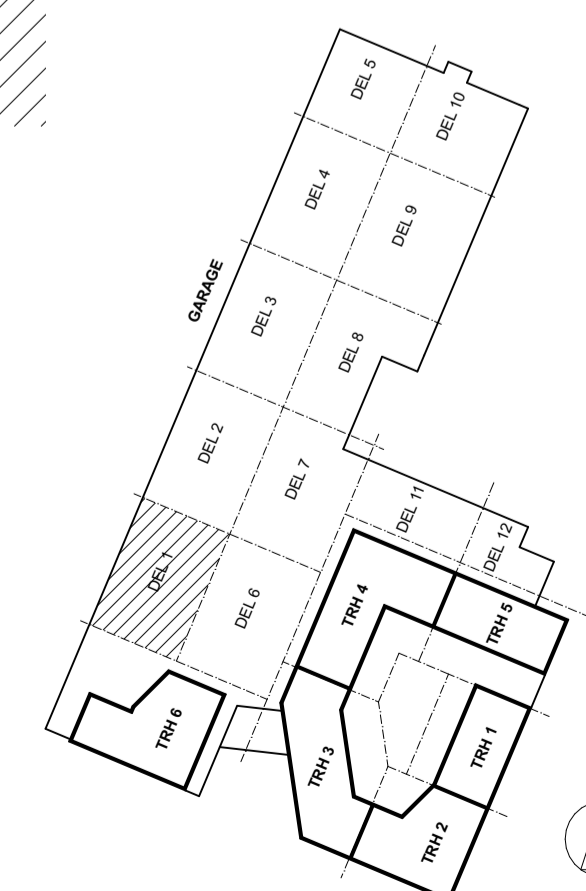 DEL 5
DEL 10
DEL 4
DEL 9
GARAGE
DEL 3
DEL 8
DEL 2
DEL 7
DEL 11
DEL 12
DEL 1
DEL 6
TRH 4
TRH 5
TRH 6
TRH 3
TRH 1
TRH 2